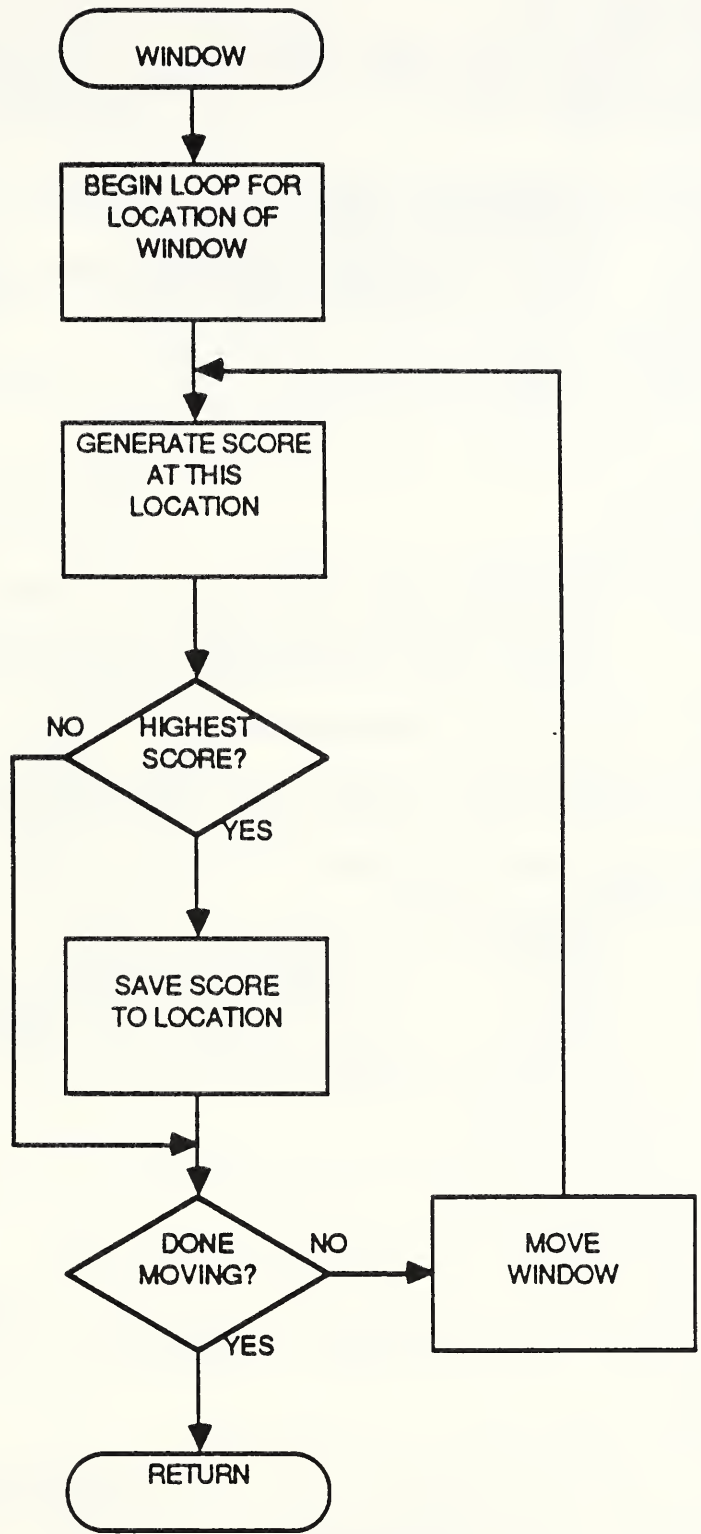 WINDOW
BEGIN LOOP FOR
LOCATION OF
WINDOW
GENERATE SCORE
AT THIS
LOCATION
NO
HIGHEST
SCORE?
YES
SAVE SCORE
TO LOCATION
DONE
MOVING?
NO
MOVE
WINDOW
YES
RETURN